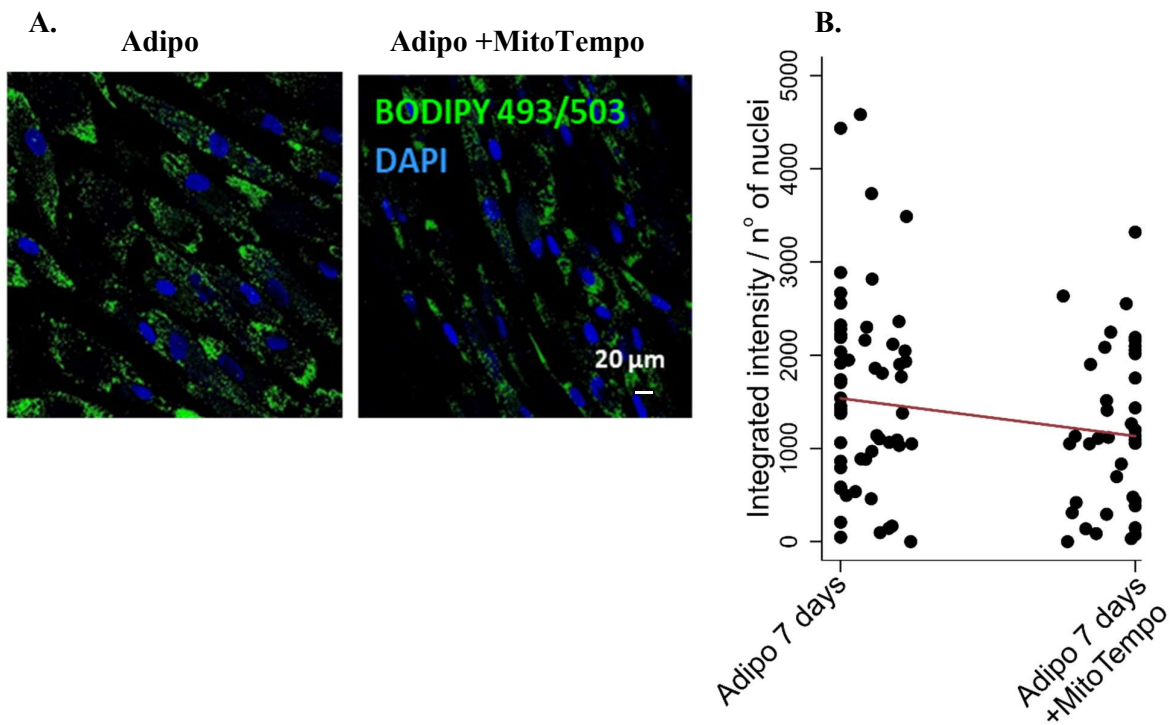 A.
Adipo
Adipo +MitoTempo
BODIPY 493/503
DAPI
20 µm
B.
Integrated intensity / n° of nuclei
5000
4000
3000
2000
1000
0
Adipo 7 days
Adipo 7 days
+MitoTempo